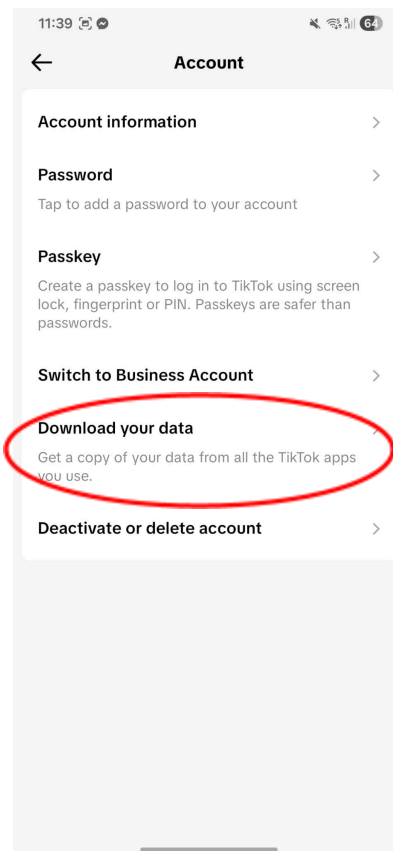 11:39 64
Account
Account information
Password
Tap to add a password to your account
Passkey
Create a passkey to log in to TikTok using screen
lock, fingerprint or PIN. Passkeys are safer than
passwords.
Switch to Business Account
Download your data
Get a copy of your data from all the TikTok apps
you use.
Deactivate or delete account